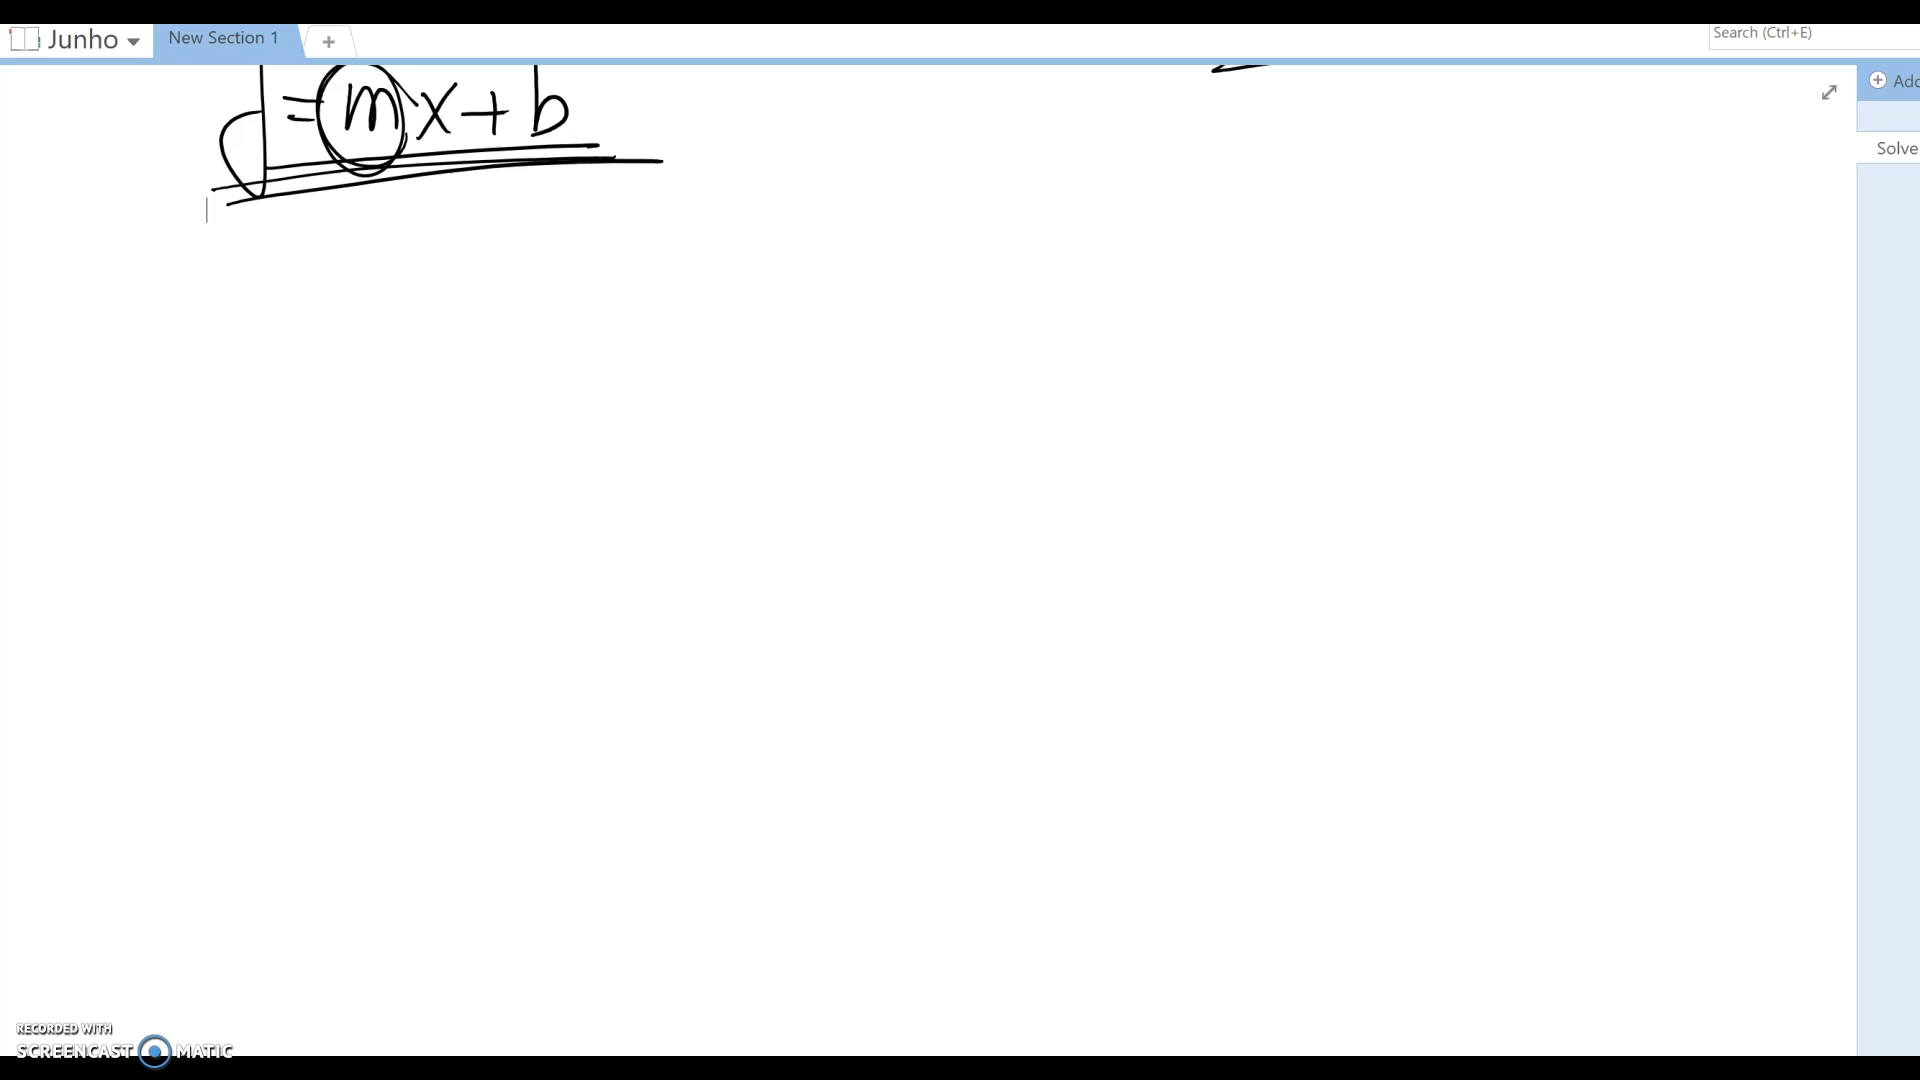 Junho
New Section 1
+
Search (Ctrl+E)
= m x + b
Solve
RECORDED WITH
SCREENCAST MATIC